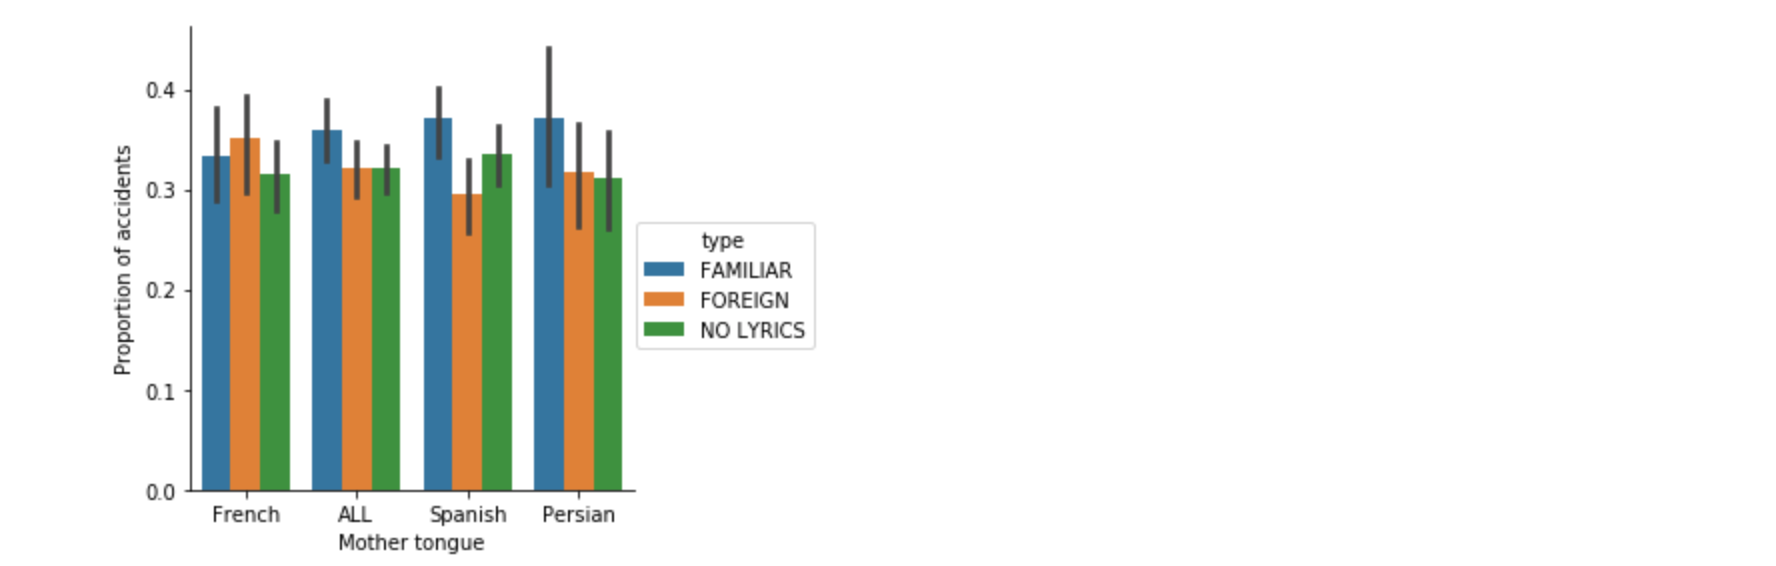 Proportion of accidents
0.4
0.3
0.2
0.1
0.0
French ALL Spanish Persian
Mother tongue
type
FAMILIAR
FOREIGN
NO LYRICS